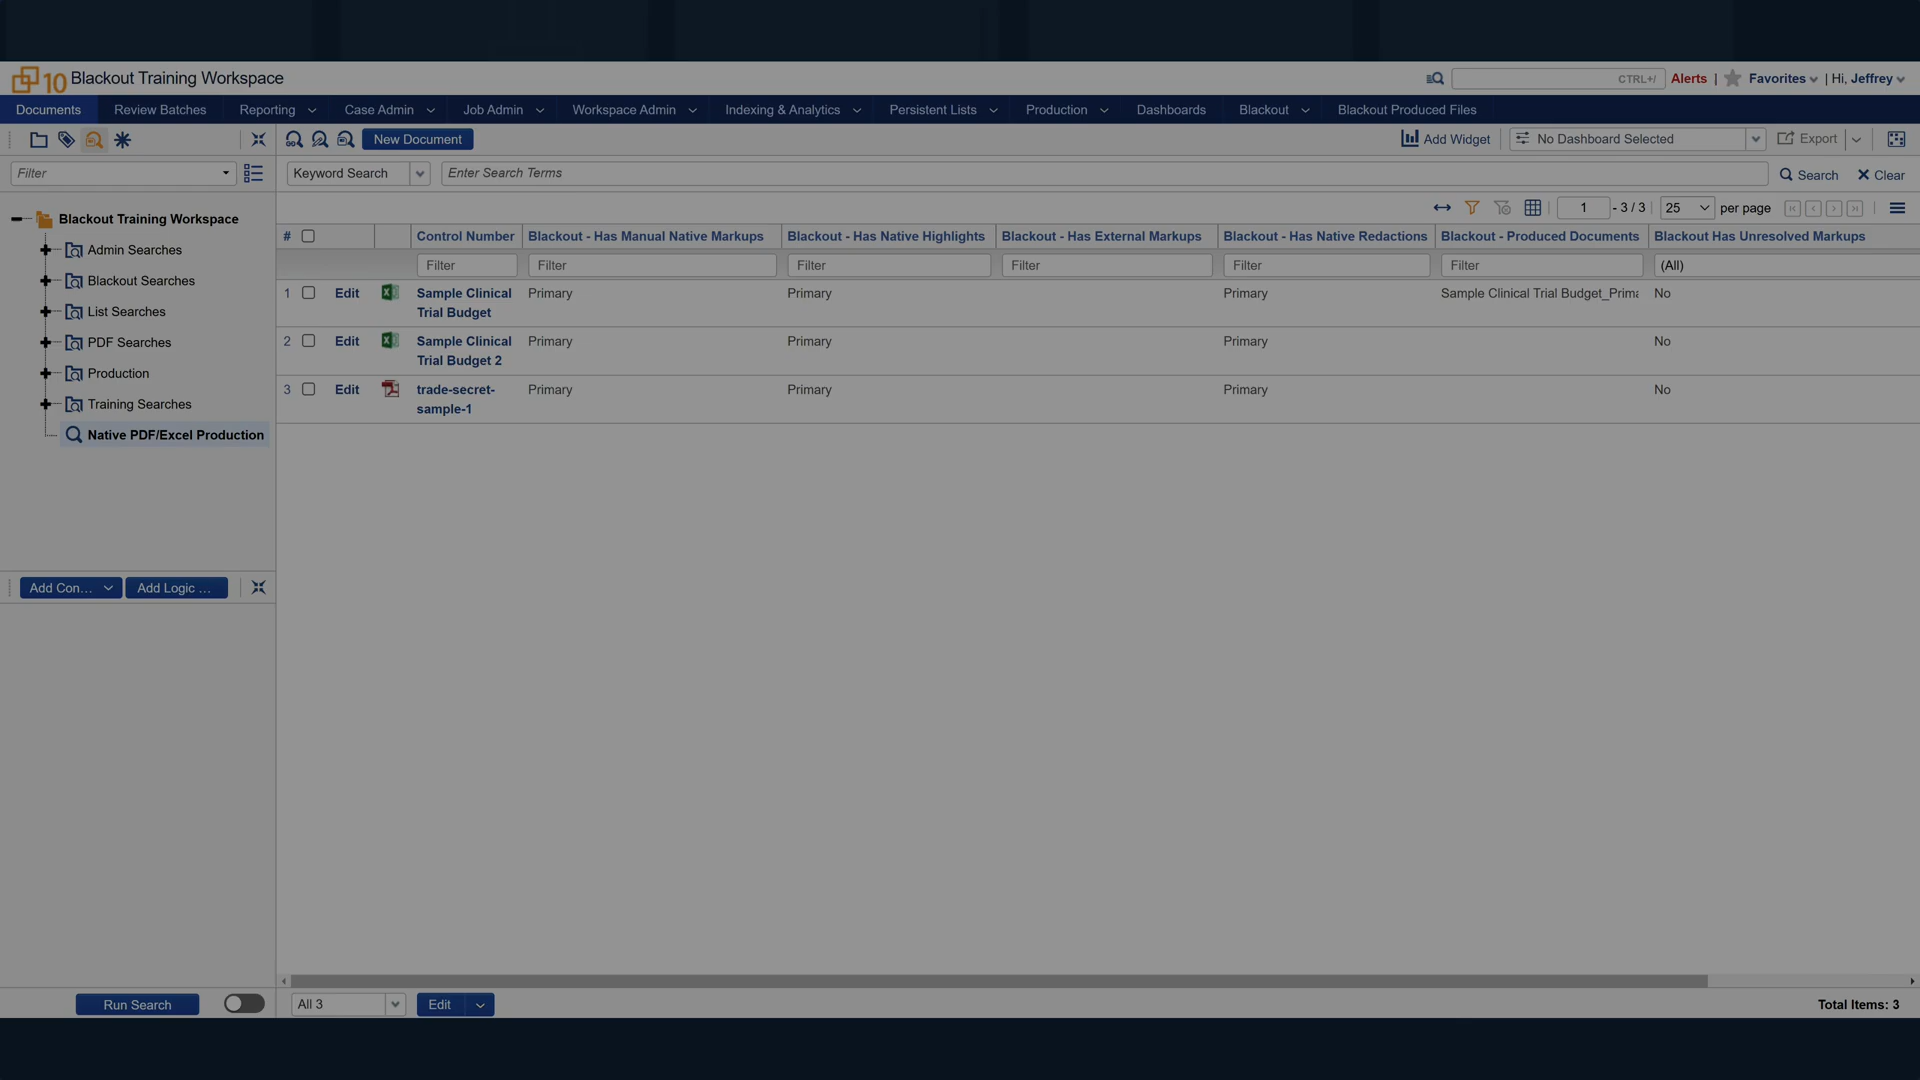 10 Blackout Training Workspace
CTRL+/ Alerts | Favorites | Hi, Jeffrey
Documents Review Batches Reporting Case Admin Job Admin Workspace Admin Indexing & Analytics Persistent Lists Production Dashboards Blackout Blackout Produced Files
New Document Add Widget No Dashboard Selected Export
Filter Keyword Search Enter Search Terms Search Clear
1 - 3 / 3 25 per page
Blackout Training Workspace
Admin Searches
Blackout Searches
List Searches
PDF Searches
Production
Training Searches
Native PDF/Excel Production
# Control Number Blackout - Has Manual Native Markups Blackout - Has Native Highlights Blackout - Has External Markups Blackout - Has Native Redactions Blackout - Produced Documents Blackout Has Unresolved Markups
Filter Filter Filter Filter Filter Filter (All)
1 Edit Sample Clinical Primary Primary Primary Sample Clinical Trial Budget_Prima No
Trial Budget
2 Edit Sample Clinical Primary Primary Primary No
Trial Budget 2
3 Edit trade-secret- Primary Primary Primary No
sample-1
Add Con... Add Logic ...
Run Search All 3 Edit Total Items: 3